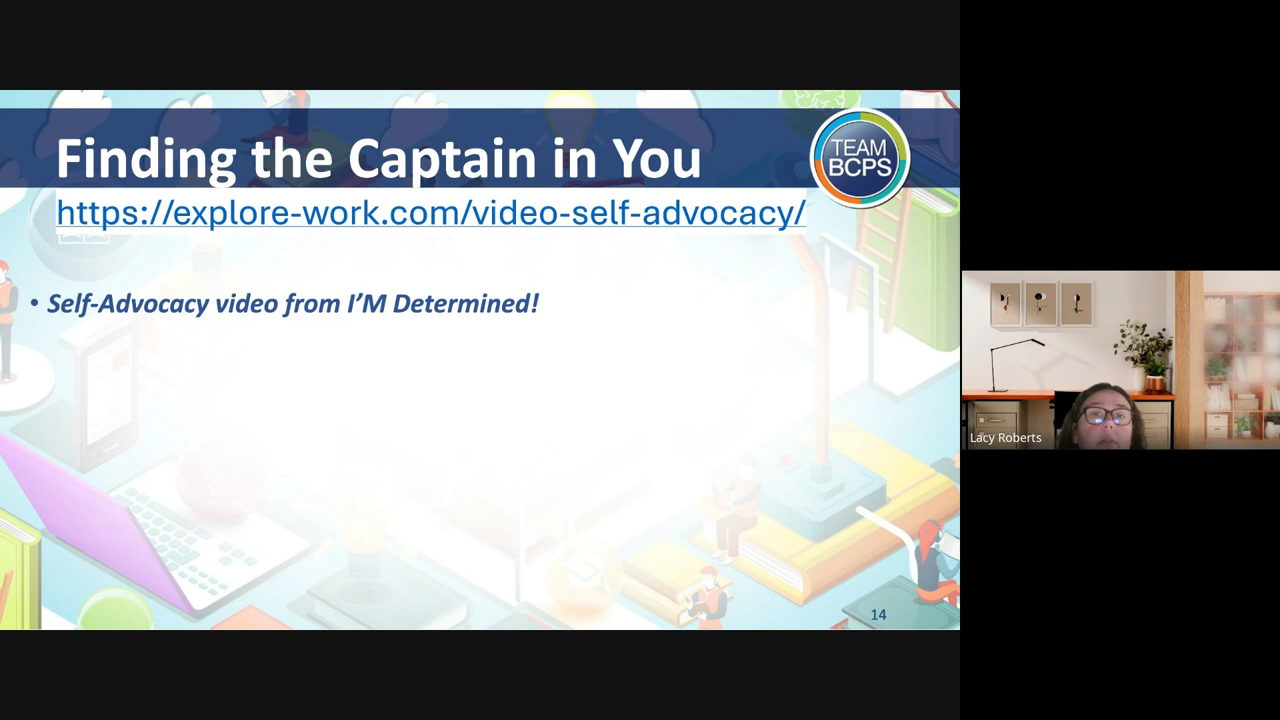 Finding the Captain in You
TEAM
BCPS
https://explore-work.com/video-self-advocacy/
• Self-Advocacy video from I'M Determined!
Lacy Roberts
14